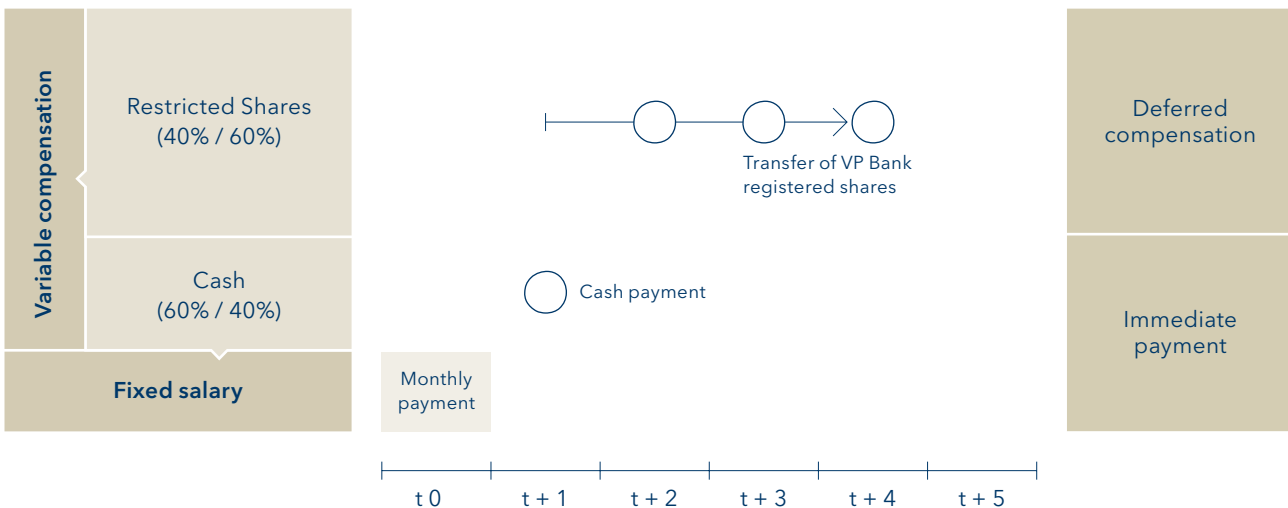 Variable compensation
Restricted Shares
(40% / 60%)
Transfer of VP Bank
registered shares
Deferred
compensation
Cash
(60% / 40%)
Cash payment
Immediate
payment
Fixed salary
Monthly
payment
t 0
t + 1
t + 2
t + 3
t + 4
t + 5